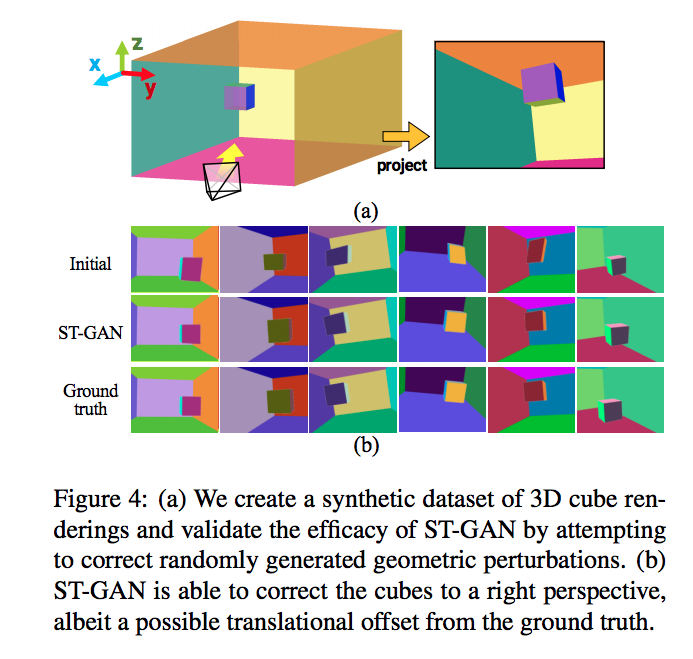 z
x
y
project
(a)
Initial
ST-GAN
Ground
truth
(b)
Figure 4: (a) We create a synthetic dataset of 3D cube ren-
derings and validate the efficacy of ST-GAN by attempting
to correct randomly generated geometric perturbations. (b)
ST-GAN is able to correct the cubes to a right perspective,
albeit a possible translational offset from the ground truth.